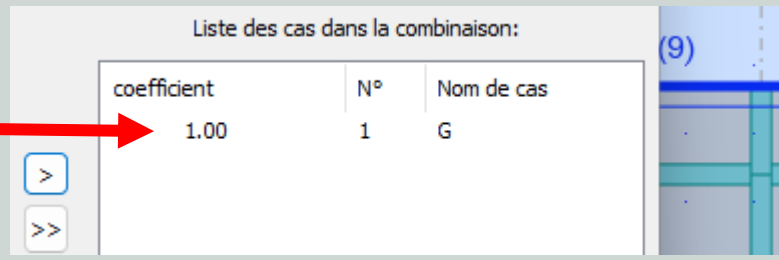 Liste des cas dans la combinaison:
(9)
coefficient N° Nom de cas
1.00 1 G
>
>>